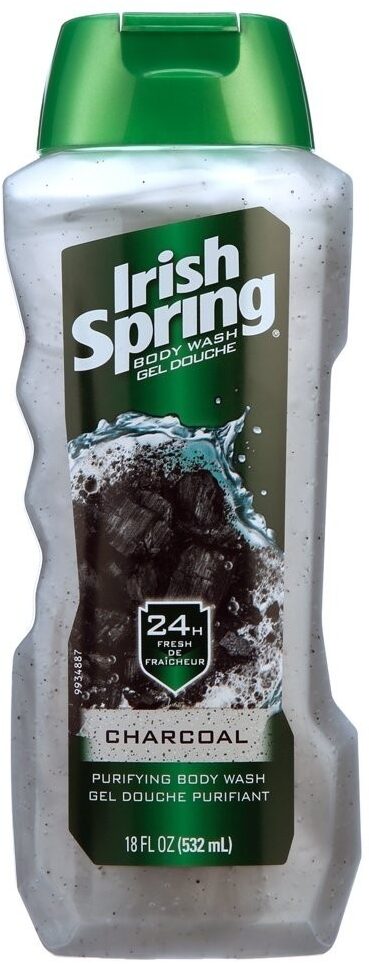 Irish
Spring®
BODY WASH
GEL DOUCHE
24H
FRESH
DE
FRAÎCHEUR
9934887
CHARCOAL
PURIFYING BODY WASH
GEL DOUCHE PURIFIANT
18 FL OZ (532 mL)